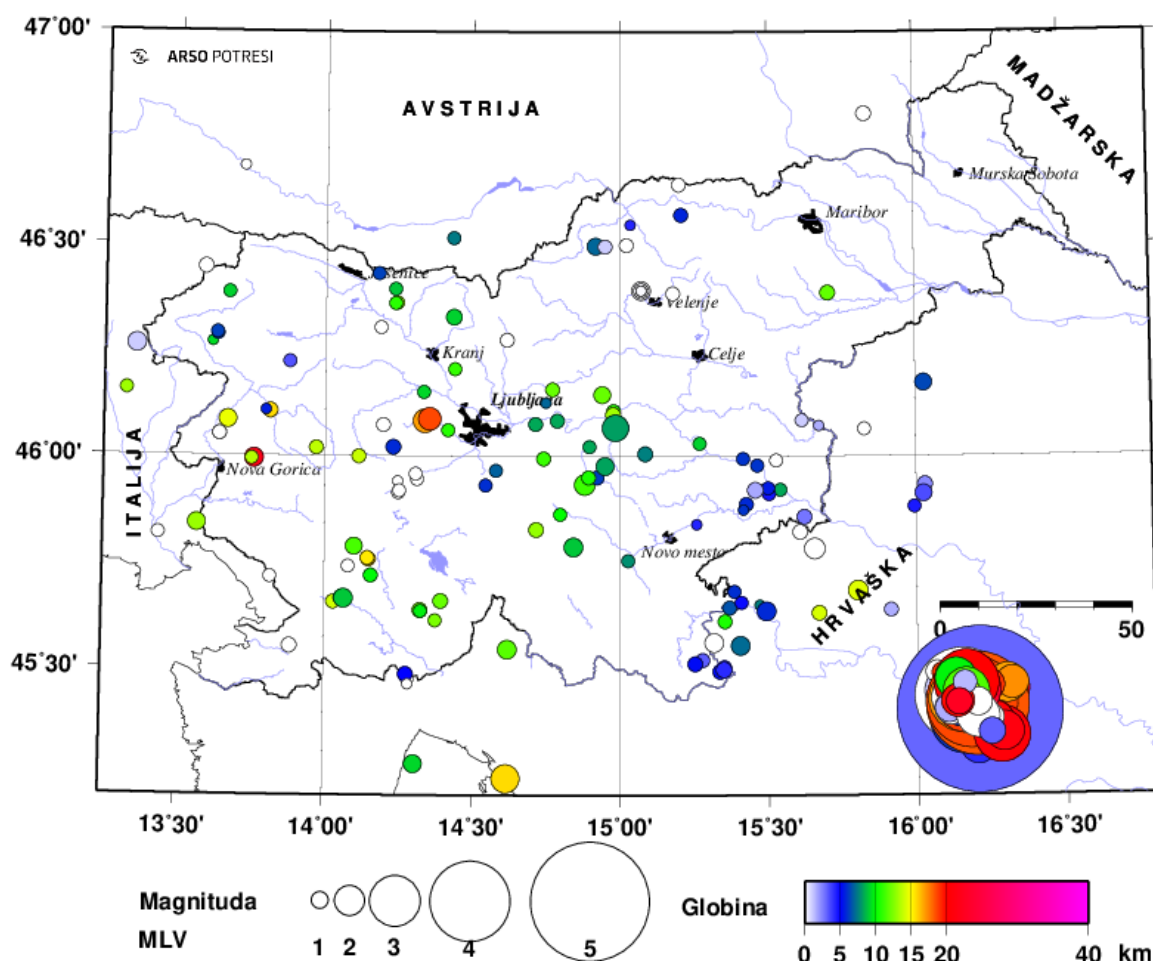 47°00'
ARSO POTRESI
AVSTRIJA
MADŽARSKA
Murska Sobota
Maribor
46°30'
Jesenice
Velenje
Kranj
Celje
Ljubljana
46°00'
Nova Gorica
ITALIJA
Novo mesto
HRVAŠKA
0 50
45°30'
13°30' 14°00' 14°30' 15°00' 15°30' 16°00' 16°30'
Magnituda
MLV
1 2 3 4 5
Globina
0 5 10 15 20 40 km